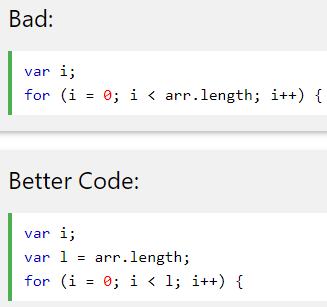 Bad:
var i;
for (i = 0; i < arr.length; i++) {
Better Code:
var i;
var l = arr.length;
for (i = 0; i < l; i++) {